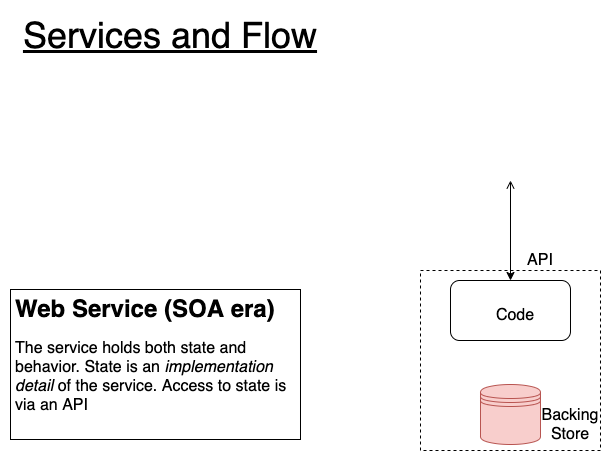 Services and Flow
API
Web Service (SOA era)
Code
The service holds both state and
behavior. State is an implementation
detail of the service. Access to state is
via an API
Backing
Store